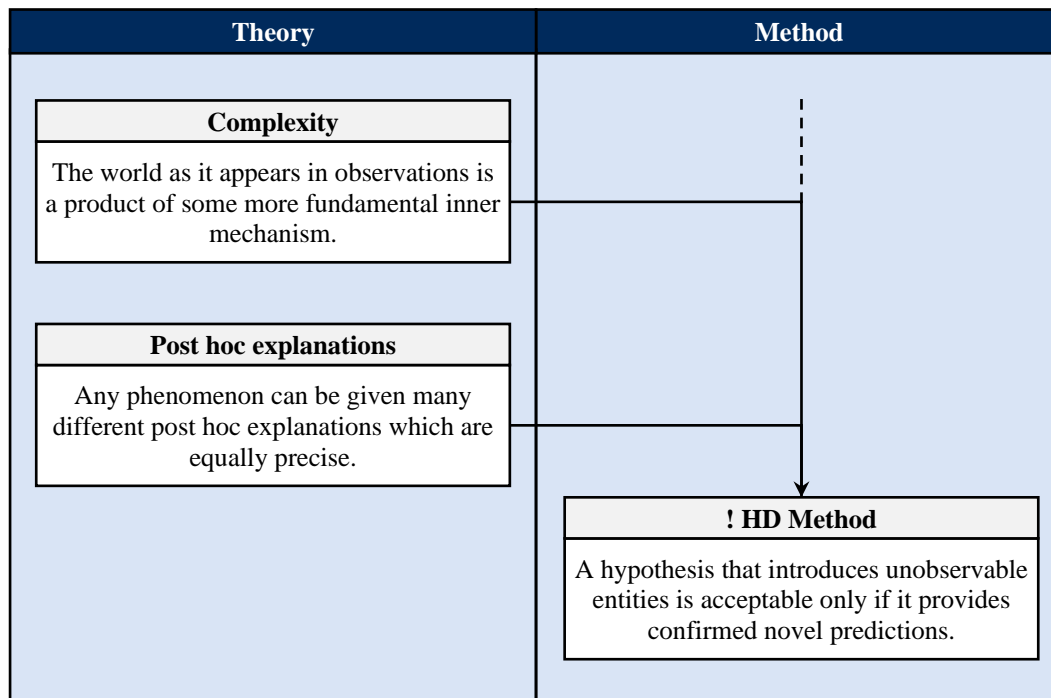 Theory
Method
Complexity
The world as it appears in observations is
a product of some more fundamental inner
mechanism.
Post hoc explanations
Any phenomenon can be given many
different post hoc explanations which are
equally precise.
! HD Method
A hypothesis that introduces unobservable
entities is acceptable only if it provides
confirmed novel predictions.